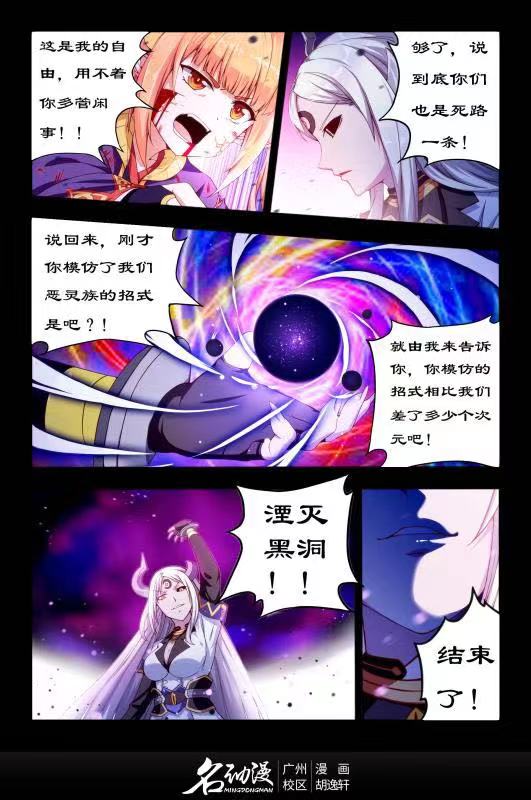 这是我的自
由，用不着
你多营闲
事！！
够了，说
到底你们
也是死路
一条！
说回来，刚才
你模仿了我们
恶灵族的招式
是吧？！
就由我来告诉
你，你模仿的
招式相比我们
差了多少个次
元吧！
湮灭
黑洞
！！
结束
了！
名动漫
MINGDONGMAN
广州校区
漫画
胡逸轩